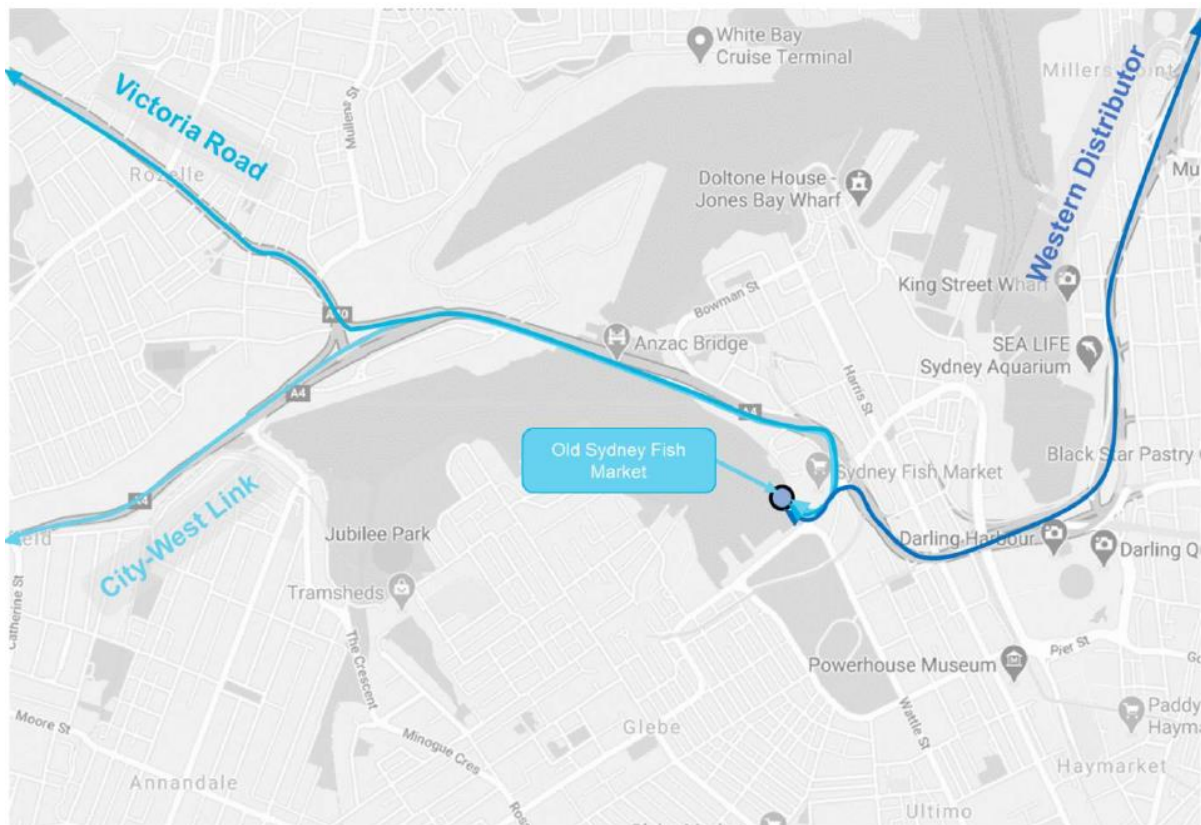 White Bay
Cruise Terminal
Millers Point
Mullens St
Victoria Road
Rozelle
Western Distributor
Doltone House -
Jones Bay Wharf
King Street Wharf
Bowman St
Anzac Bridge
SEA LIFE
Sydney Aquarium
Harris St
A4
A4
A4
Old Sydney Fish
Market
Sydney Fish Market
Black Star Pastry
City-West Link
Jubilee Park
Darling Harbour
Darling Q
Tramsheds
Catherine St
The Crescent
Powerhouse Museum
Pier St
Paddy
Hayma
Moore St
Minogue Cres
Glebe
Wattle St
Haymarket
Annandale
Ultimo